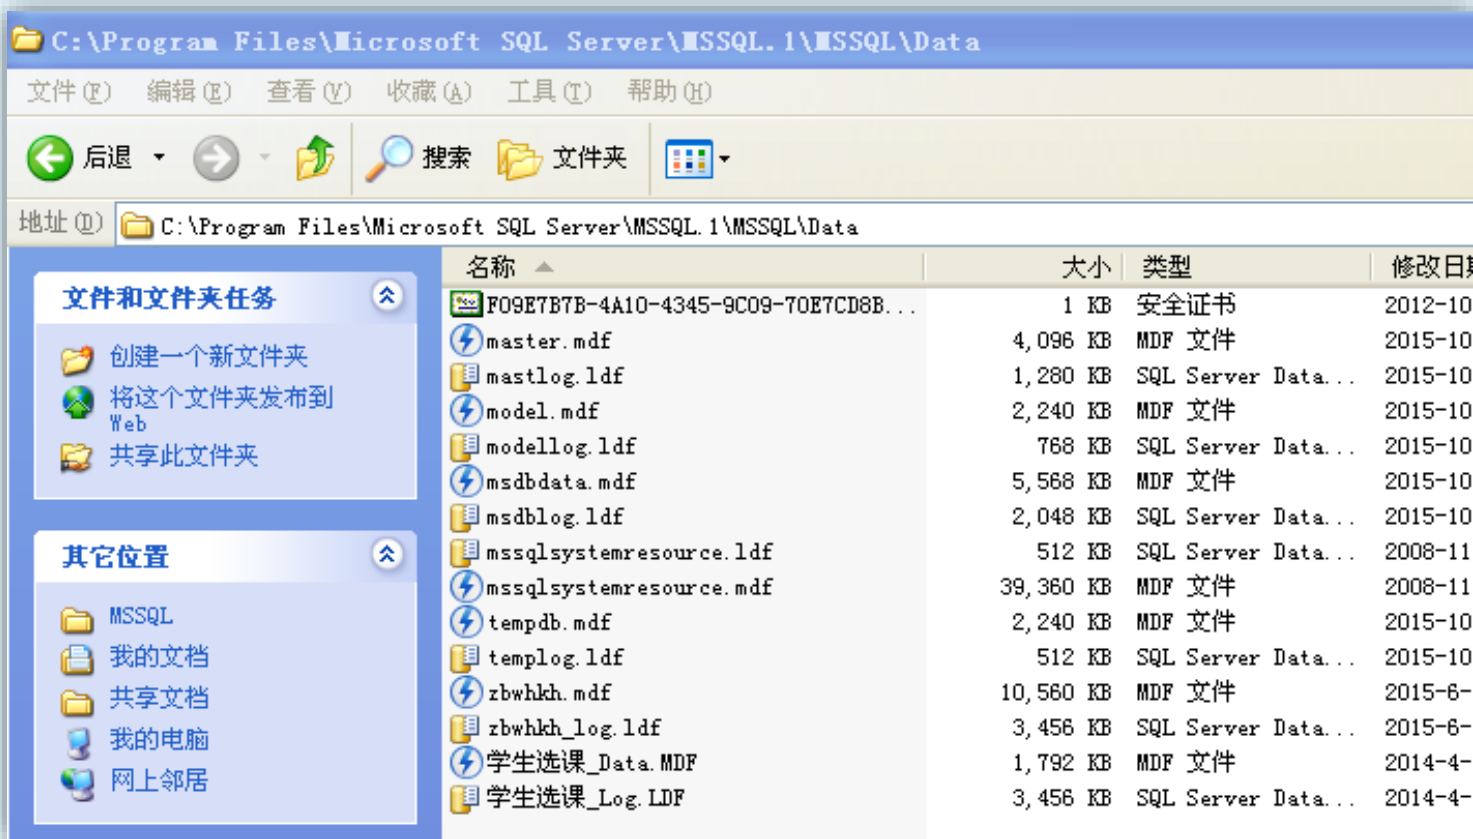 C:\Program Files\Microsoft SQL Server\MSSQL.1\MSSQL\Data
文件(F) 编辑(E) 查看(V) 收藏(A) 工具(T) 帮助(H)
后退 搜索 文件夹
地址(D) C:\Program Files\Microsoft SQL Server\MSSQL.1\MSSQL\Data
文件和文件夹任务
创建一个新文件夹
将这个文件夹发布到
Web
共享此文件夹
其它位置
MSSQL
我的文档
共享文档
我的电脑
网上邻居
名称 大小 类型 修改日期
F09E7B7B-4A10-4345-9C09-70E7CD8B... 1 KB 安全证书 2012-10
master.mdf 4,096 KB MDF 文件 2015-10
mastlog.ldf 1,280 KB SQL Server Data... 2015-10
model.mdf 2,240 KB MDF 文件 2015-10
modellog.ldf 768 KB SQL Server Data... 2015-10
msdbdata.mdf 5,568 KB MDF 文件 2015-10
msdblog.ldf 2,048 KB SQL Server Data... 2015-10
mssqlsystemresource.ldf 512 KB SQL Server Data... 2008-11
mssqlsystemresource.mdf 39,360 KB MDF 文件 2008-11
tempdb.mdf 2,240 KB MDF 文件 2015-10
templog.ldf 512 KB SQL Server Data... 2015-10
zbwhkh.mdf 10,560 KB MDF 文件 2015-6-
zbwhkh_log.ldf 3,456 KB SQL Server Data... 2015-6-
学生选课_Data.MDF 1,792 KB MDF 文件 2014-4-
学生选课_Log.LDF 3,456 KB SQL Server Data... 2014-4-